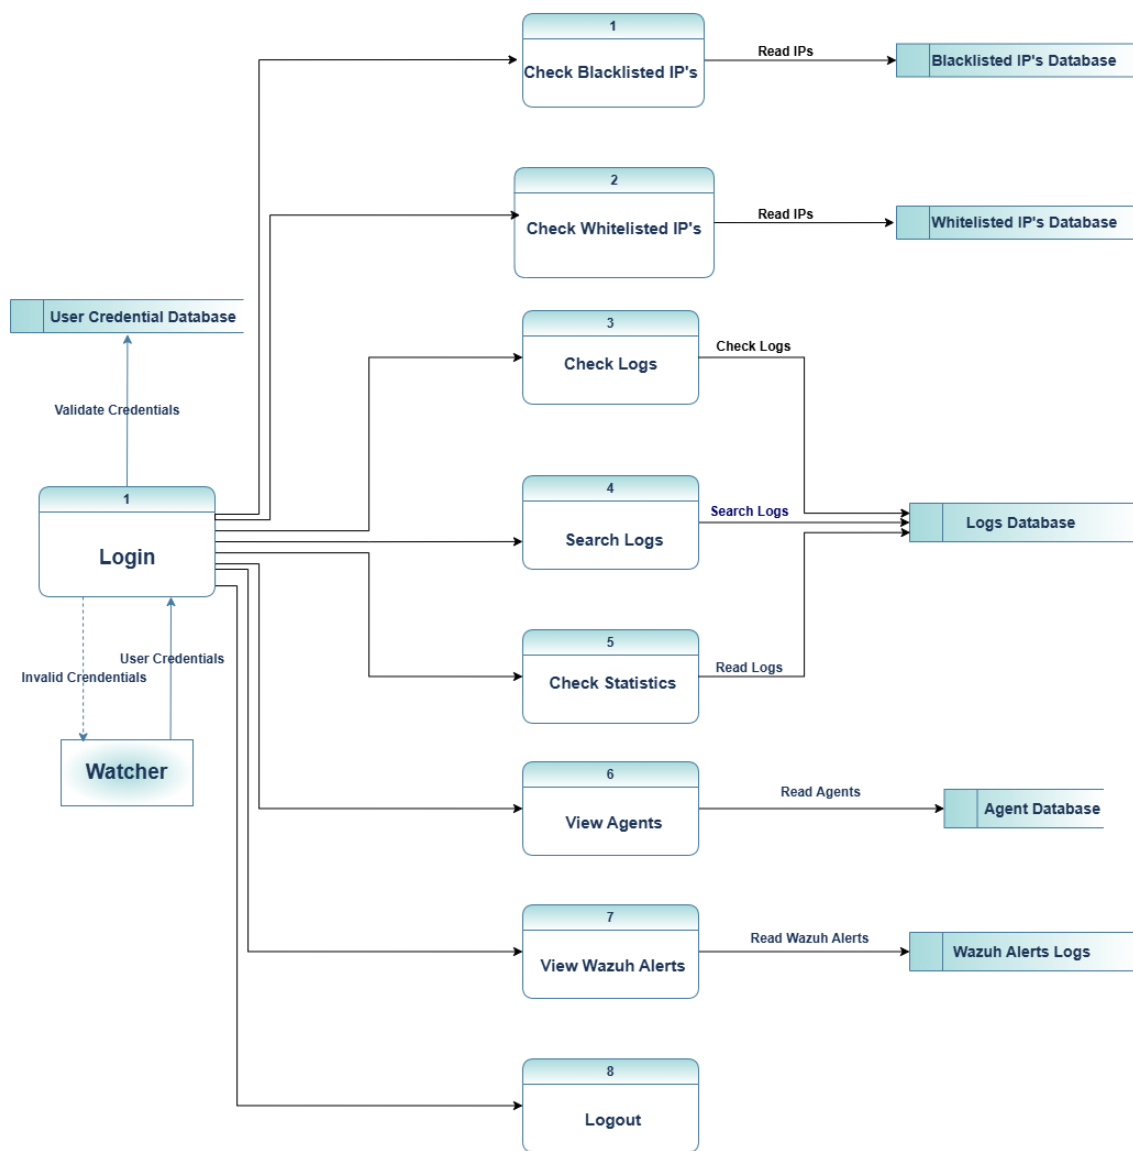 1
Check Blacklisted IP's
Read IPs
Blacklisted IP's Database
2
Check Whitelisted IP's
Read IPs
Whitelisted IP's Database
User Credential Database
Validate Credentials
1
Login
User Credentials
Invalid Crendentials
Watcher
3
Check Logs
Check Logs
4
Search Logs
Search Logs
Logs Database
5
Check Statistics
Read Logs
6
View Agents
Read Agents
Agent Database
7
View Wazuh Alerts
Read Wazuh Alerts
Wazuh Alerts Logs
8
Logout